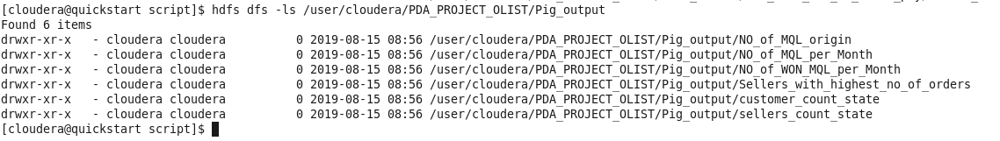 [cloudera@quickstart script]$ hdfs dfs -ls /user/cloudera/PDA_PROJECT_OLIST/Pig_output
Found 6 items
drwxr-xr-x   - cloudera cloudera          0 2019-08-15 08:56 /user/cloudera/PDA_PROJECT_OLIST/Pig_output/NO_of_MQL_origin
drwxr-xr-x   - cloudera cloudera          0 2019-08-15 08:56 /user/cloudera/PDA_PROJECT_OLIST/Pig_output/NO_of_MQL_per_Month
drwxr-xr-x   - cloudera cloudera          0 2019-08-15 08:56 /user/cloudera/PDA_PROJECT_OLIST/Pig_output/NO_of_WON_MQL_per_Month
drwxr-xr-x   - cloudera cloudera          0 2019-08-15 08:56 /user/cloudera/PDA_PROJECT_OLIST/Pig_output/Sellers_with_highest_no_of_orders
drwxr-xr-x   - cloudera cloudera          0 2019-08-15 08:56 /user/cloudera/PDA_PROJECT_OLIST/Pig_output/customer_count_state
drwxr-xr-x   - cloudera cloudera          0 2019-08-15 08:56 /user/cloudera/PDA_PROJECT_OLIST/Pig_output/sellers_count_state
[cloudera@quickstart script]$